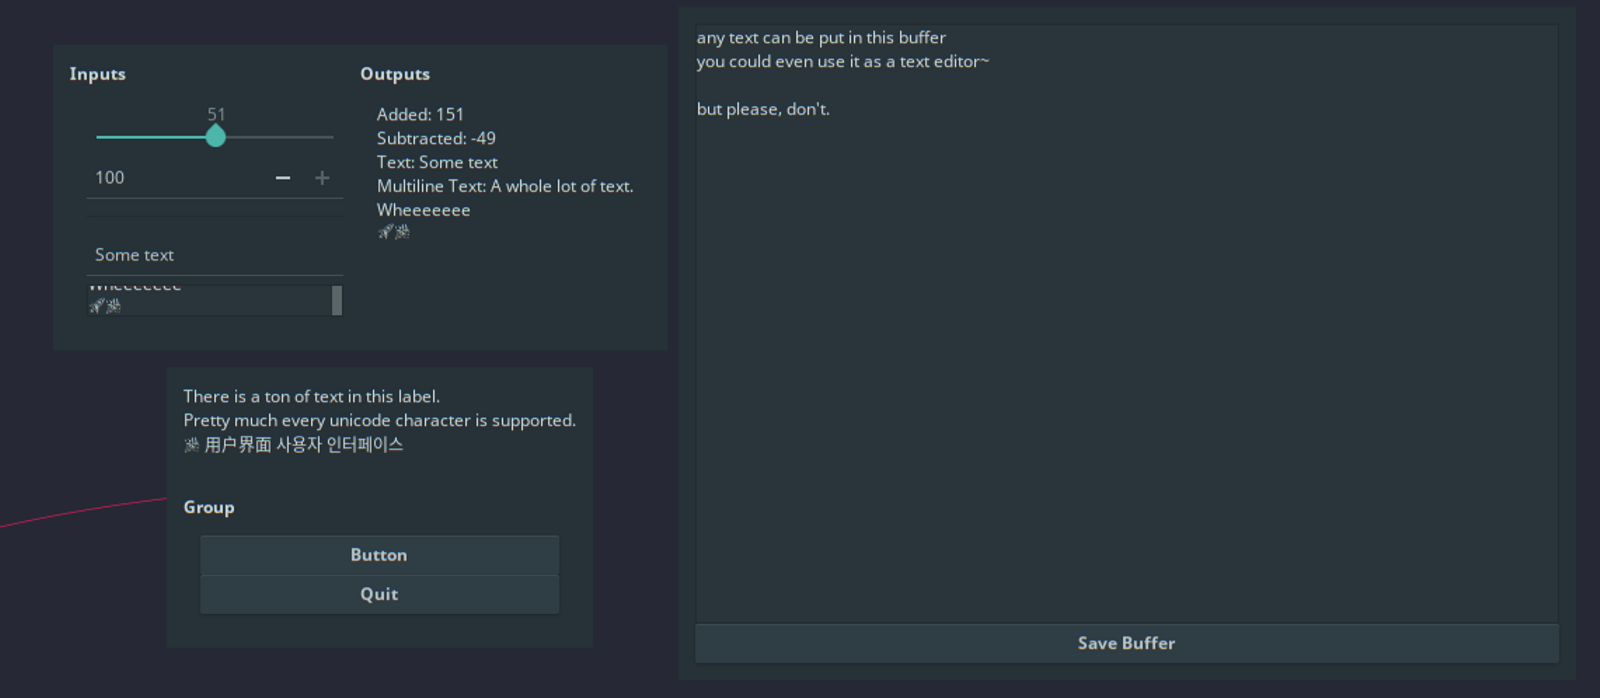 Inputs
51
100
Some text
Wheeeeeee
Outputs
Added: 151
Subtracted: -49
Text: Some text
Multiline Text: A whole lot of text.
Wheeeeeee
There is a ton of text in this label.
Pretty much every unicode character is supported.
用户界面 사용자 인터페이스
Group
Button
Quit
any text can be put in this buffer
you could even use it as a text editor~
but please, don't.
Save Buffer